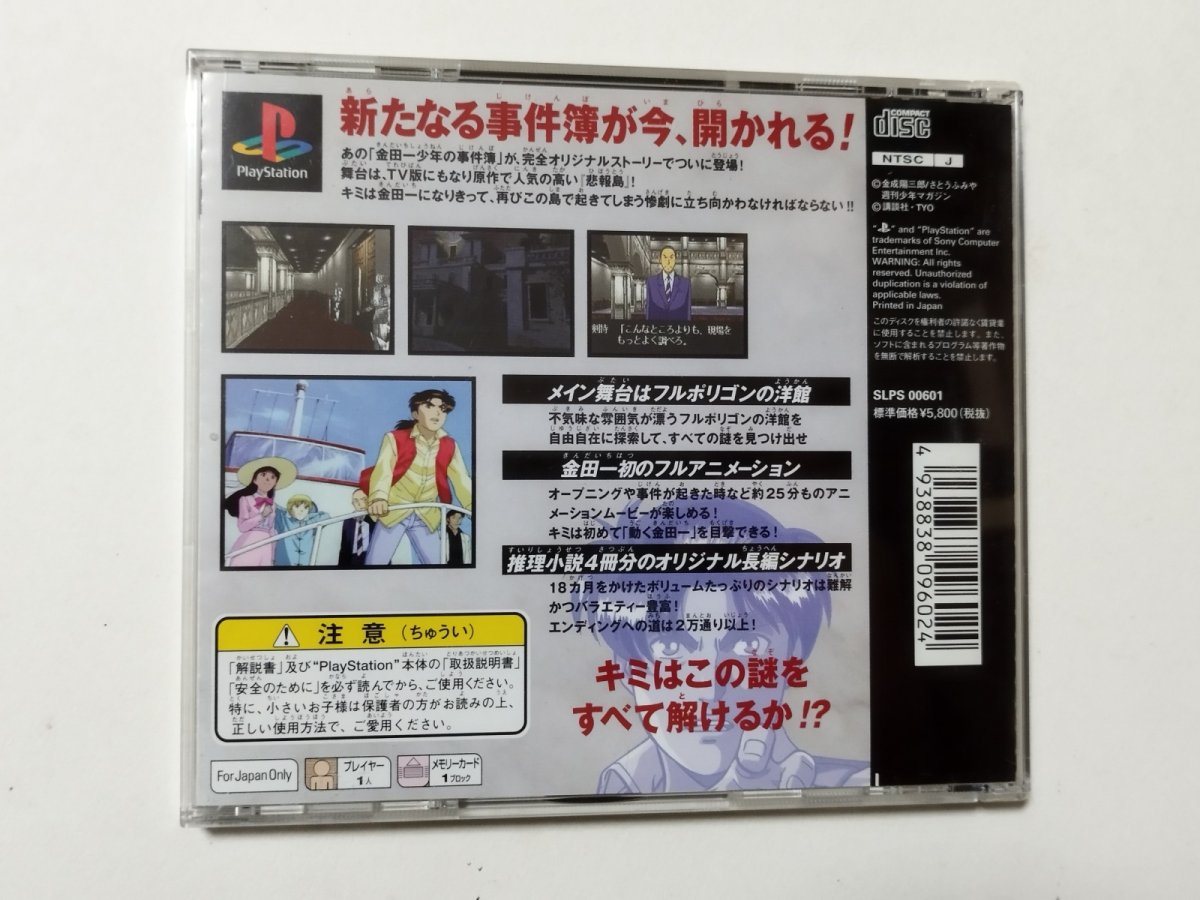 PlayStation
新たなる事件簿が今、開かれる!
あの「金田一少年の事件簿」が、完全オリジナルストーリーでついに登場!
舞台は、TV版にもなり原作で人気の高い『悲報島』!
キミは金田一になりきって、再びこの島で起きてしまう惨劇に立ち向かわなければならない!!
剣持 「こんなところよりも、現場を
もっとよく調べろ。
メイン舞台はフルポリゴンの洋館
不気味な雰囲気が漂うフルポリゴンの洋館を
自由自在に探索して、すべての謎を見つけ出せ
金田一初のフルアニメーション
オープニングや事件が起きた時など約25分ものアニ
メーションムービーが楽しめる!
キミは初めて「動く金田一」を目撃できる!
推理小説4冊分のオリジナル長編シナリオ
18カ月をかけたボリュームたっぷりのシナリオは難解
かつバラエティー豊富!
エンディングへの道は2万通り以上!
キミはこの謎を
すべて解けるか!?
注意(ちゅうい)
「解説書」及び“PlayStation”本体の「取扱説明書」
「安全のために」を必ず読んでから、ご使用ください。
特に、小さいお子様は保護者の方がお読みの上、
正しい使用方法で、ご愛用ください。
For Japan Only
プレイヤー
1人
メモリーカード
1ブロック
COMPACT
disc
NTSC J
©金成陽三郎/さとうふみや
週刊少年マガジン
©講談社・TYO
" " and "PlayStation" are
trademarks of Sony Computer
Entertainment Inc.
WARNING: All rights
reserved. Unauthorized
duplication is a violation of
applicable laws.
Printed in Japan
このディスクを権利者の許諾なく賃貸業
に使用することを禁止します。また、
ソフトに含まれるプログラム等著作物
を無断で解析することを禁止します。
SLPS 00601
標準価格¥5,800(税抜)
4 938838 096024